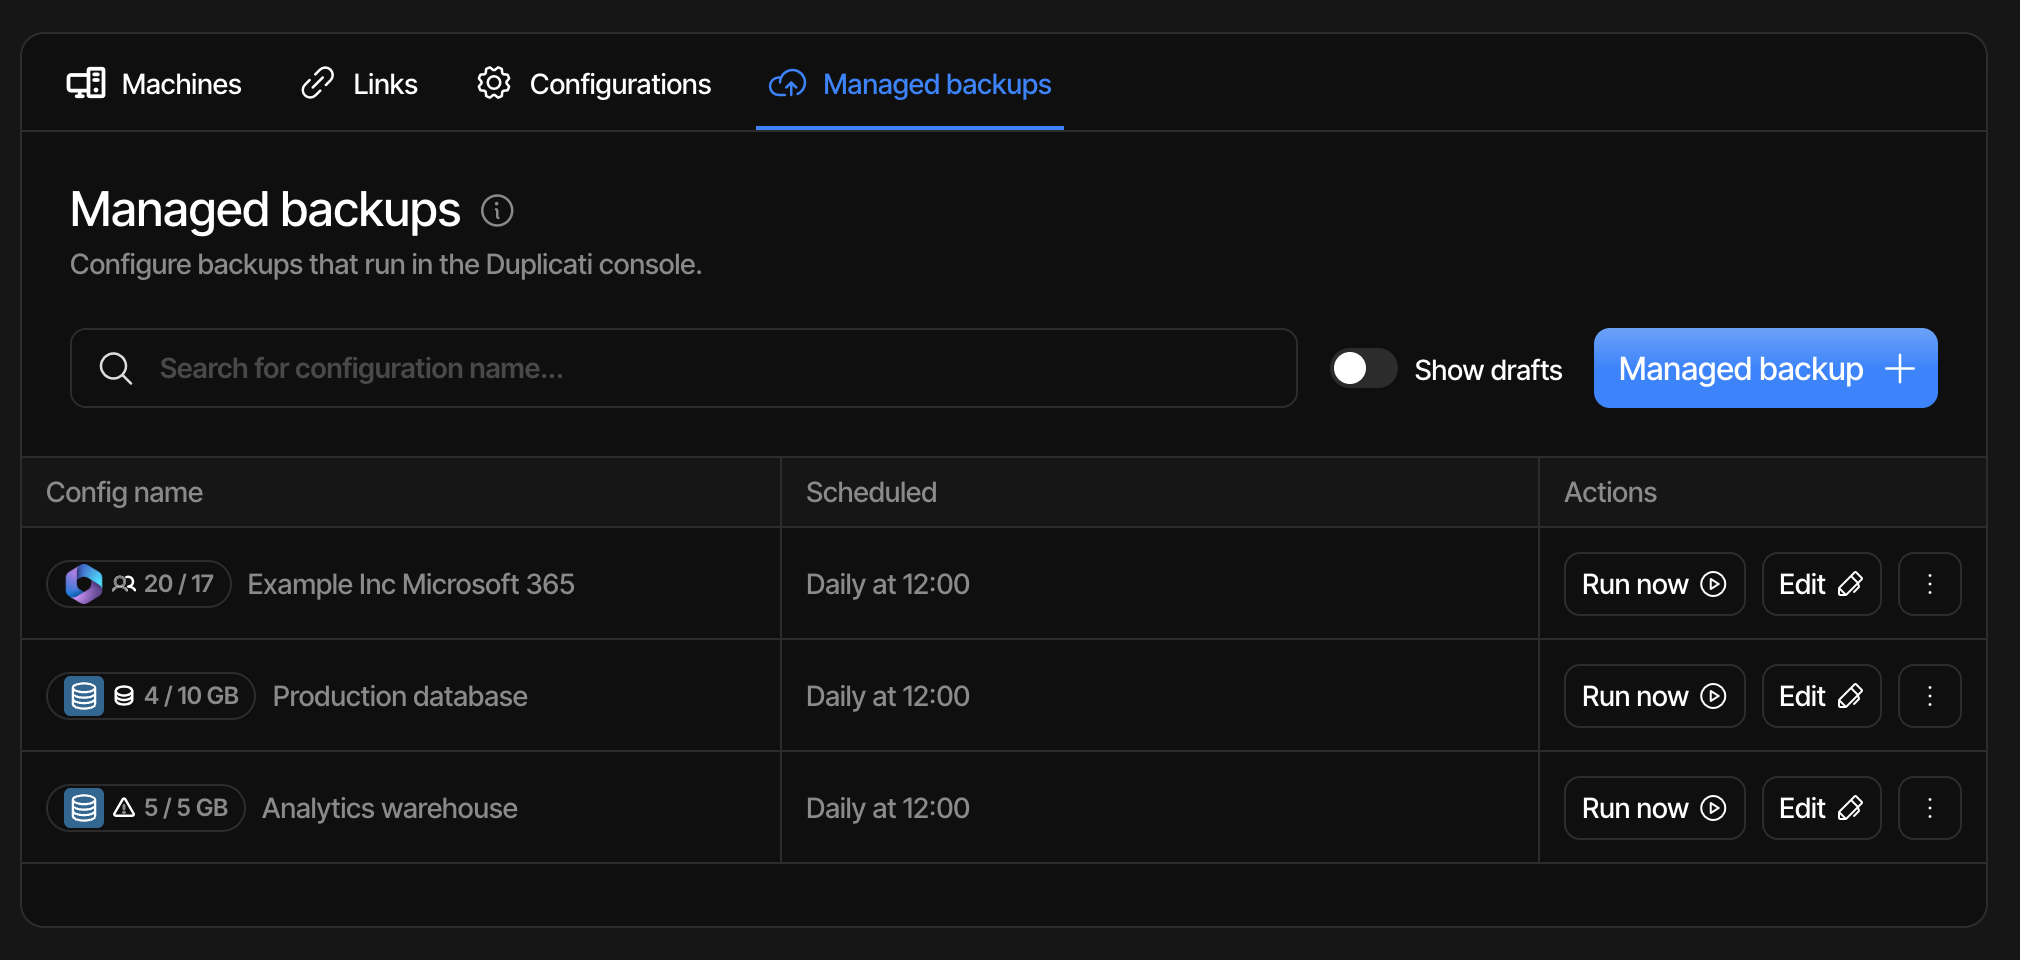 Machines Links Configurations Managed backups
Managed backups
Configure backups that run in the Duplicati console.
Search for configuration name... Show drafts Managed backup
Config name Scheduled Actions
20 / 17 Example Inc Microsoft 365 Daily at 12:00 Run now Edit
4 / 10 GB Production database Daily at 12:00 Run now Edit
5 / 5 GB Analytics warehouse Daily at 12:00 Run now Edit